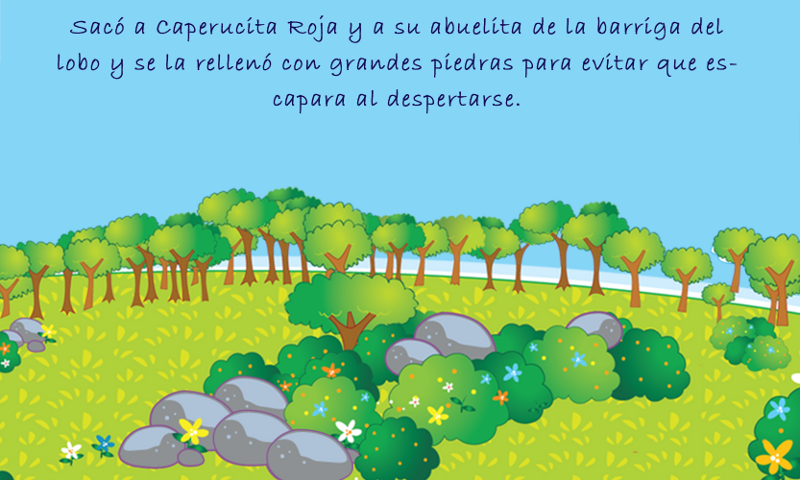 Sacó a Caperucita Roja y a su abuelita de la barriga del
lobo y se la rellenó con grandes piedras para evitar que es-
capara al despertarse.